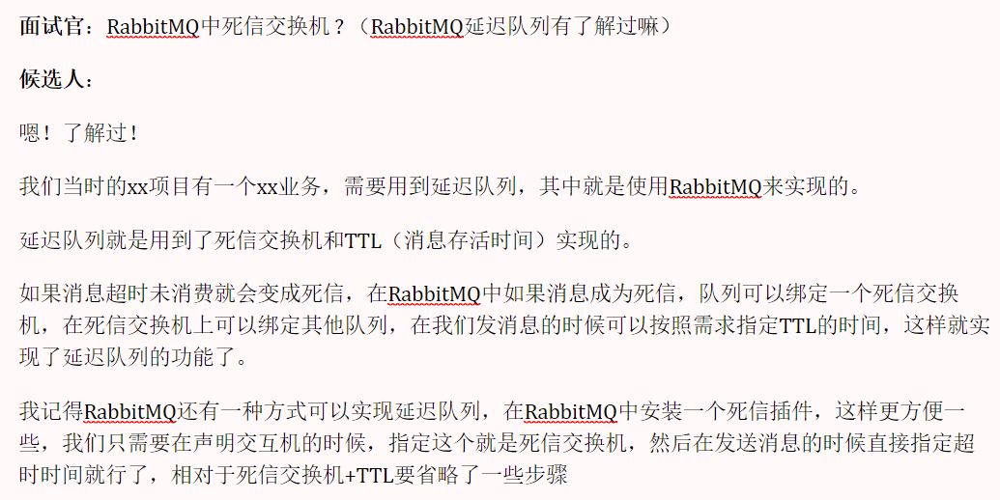 面试官：RabbitMQ中死信交换机？（RabbitMQ延迟队列有了解过嘛）
候选人：
嗯！了解过！
我们当时的xx项目有一个xx业务，需要用到延迟队列，其中就是使用RabbitMQ来实现的。
延迟队列就是用到了死信交换机和TTL（消息存活时间）实现的。
如果消息超时未消费就会变成死信，在RabbitMQ中如果消息成为死信，队列可以绑定一个死信交换
机，在死信交换机上可以绑定其他队列，在我们发消息的时候可以按照需求指定TTL的时间，这样就实
现了延迟队列的功能了。
我记得RabbitMQ还有一种方式可以实现延迟队列，在RabbitMQ中安装一个死信插件，这样更方便一
些，我们只需要在声明交互机的时候，指定这个就是死信交换机，然后在发送消息的时候直接指定超
时时间就行了，相对于死信交换机+TTL要省略了一些步骤